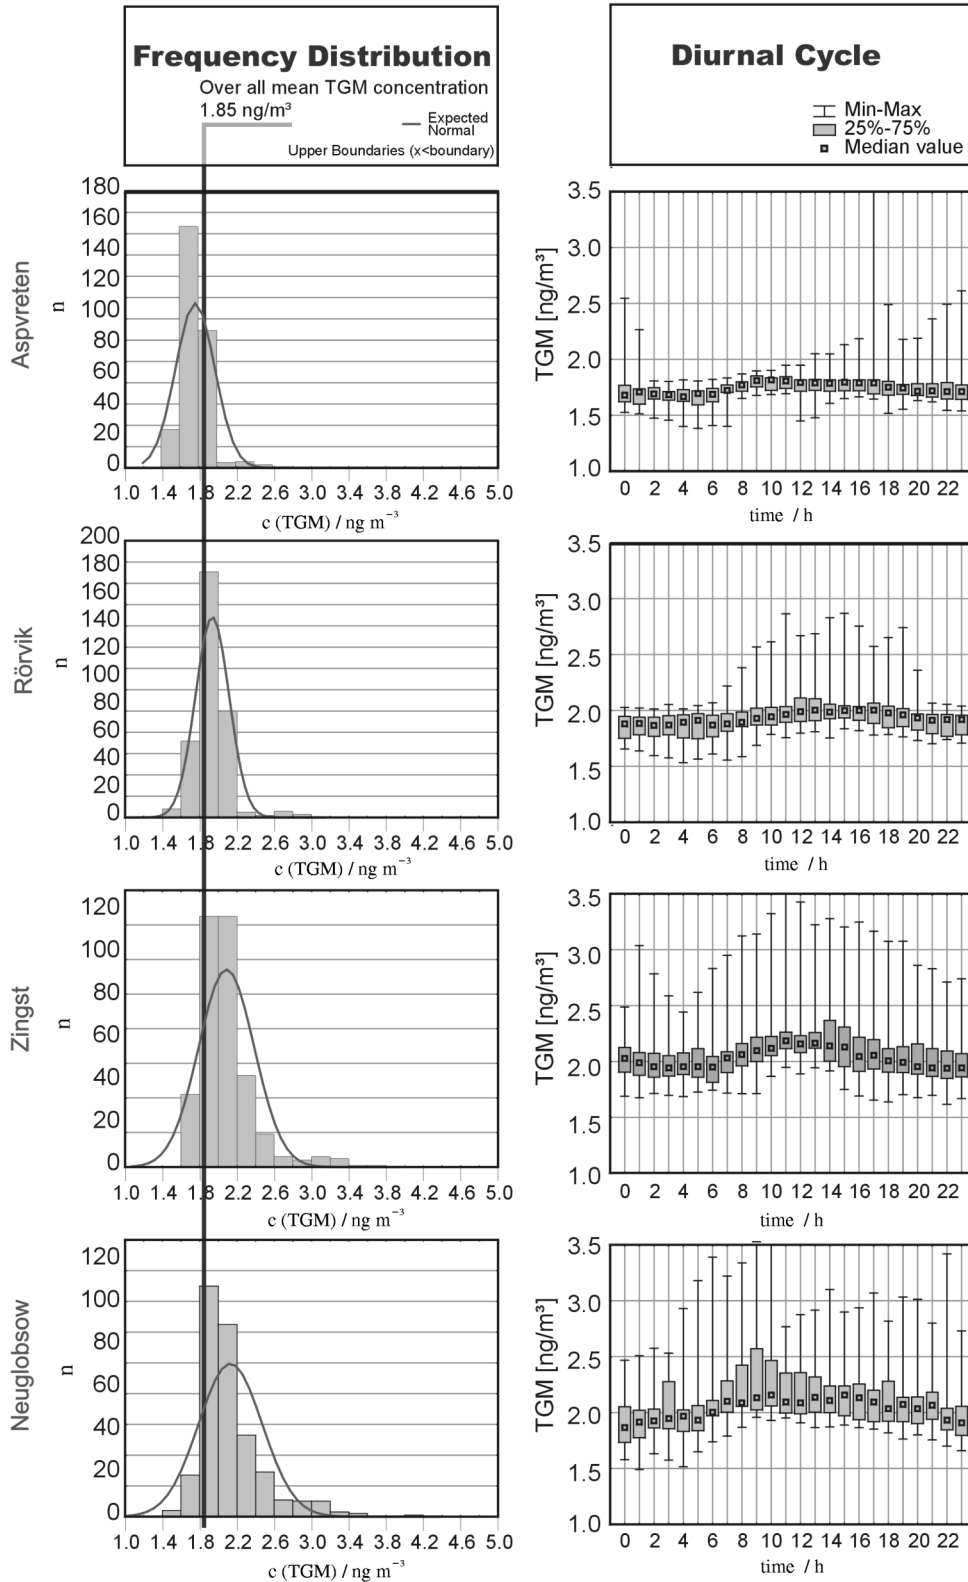 Frequency Distribution
Over all mean TGM concentration
1.85 ng/m³
Expected
Normal
Upper Boundaries (x<boundary)
Diurnal Cycle
Min-Max
25%-75%
Median value
Aspvreten
n
180
160
140
120
100
80
60
40
20
0
1.0 1.4 1.8 2.2 2.6 3.0 3.4 3.8 4.2 4.6 5.0
c (TGM) / ng m⁻³
TGM [ng/m³]
3.5
3.0
2.5
2.0
1.5
1.0
0 2 4 6 8 10 12 14 16 18 20 22
time / h
Rörvik
n
200
180
160
140
120
80
60
40
20
0
1.0 1.4 1.8 2.2 2.6 3.0 3.4 3.8 4.2 4.6 5.0
c (TGM) / ng m⁻³
TGM [ng/m³]
3.5
3.0
2.5
2.0
1.5
1.0
0 2 4 6 8 10 12 14 16 18 20 22
time / h
Zingst
n
120
80
60
40
20
0
1.0 1.4 1.8 2.2 2.6 3.0 3.4 3.8 4.2 4.6 5.0
c (TGM) / ng m⁻³
TGM [ng/m³]
3.5
3.0
2.5
2.0
1.5
1.0
0 2 4 6 8 10 12 14 16 18 20 22
time / h
Neuglobsow
n
120
100
80
60
40
20
0
1.0 1.4 1.8 2.2 2.6 3.0 3.4 3.8 4.2 4.6 5.0
c (TGM) / ng m⁻³
TGM [ng/m³]
3.5
3.0
2.5
2.0
1.5
1.0
0 2 4 6 8 10 12 14 16 18 20 22
time / h